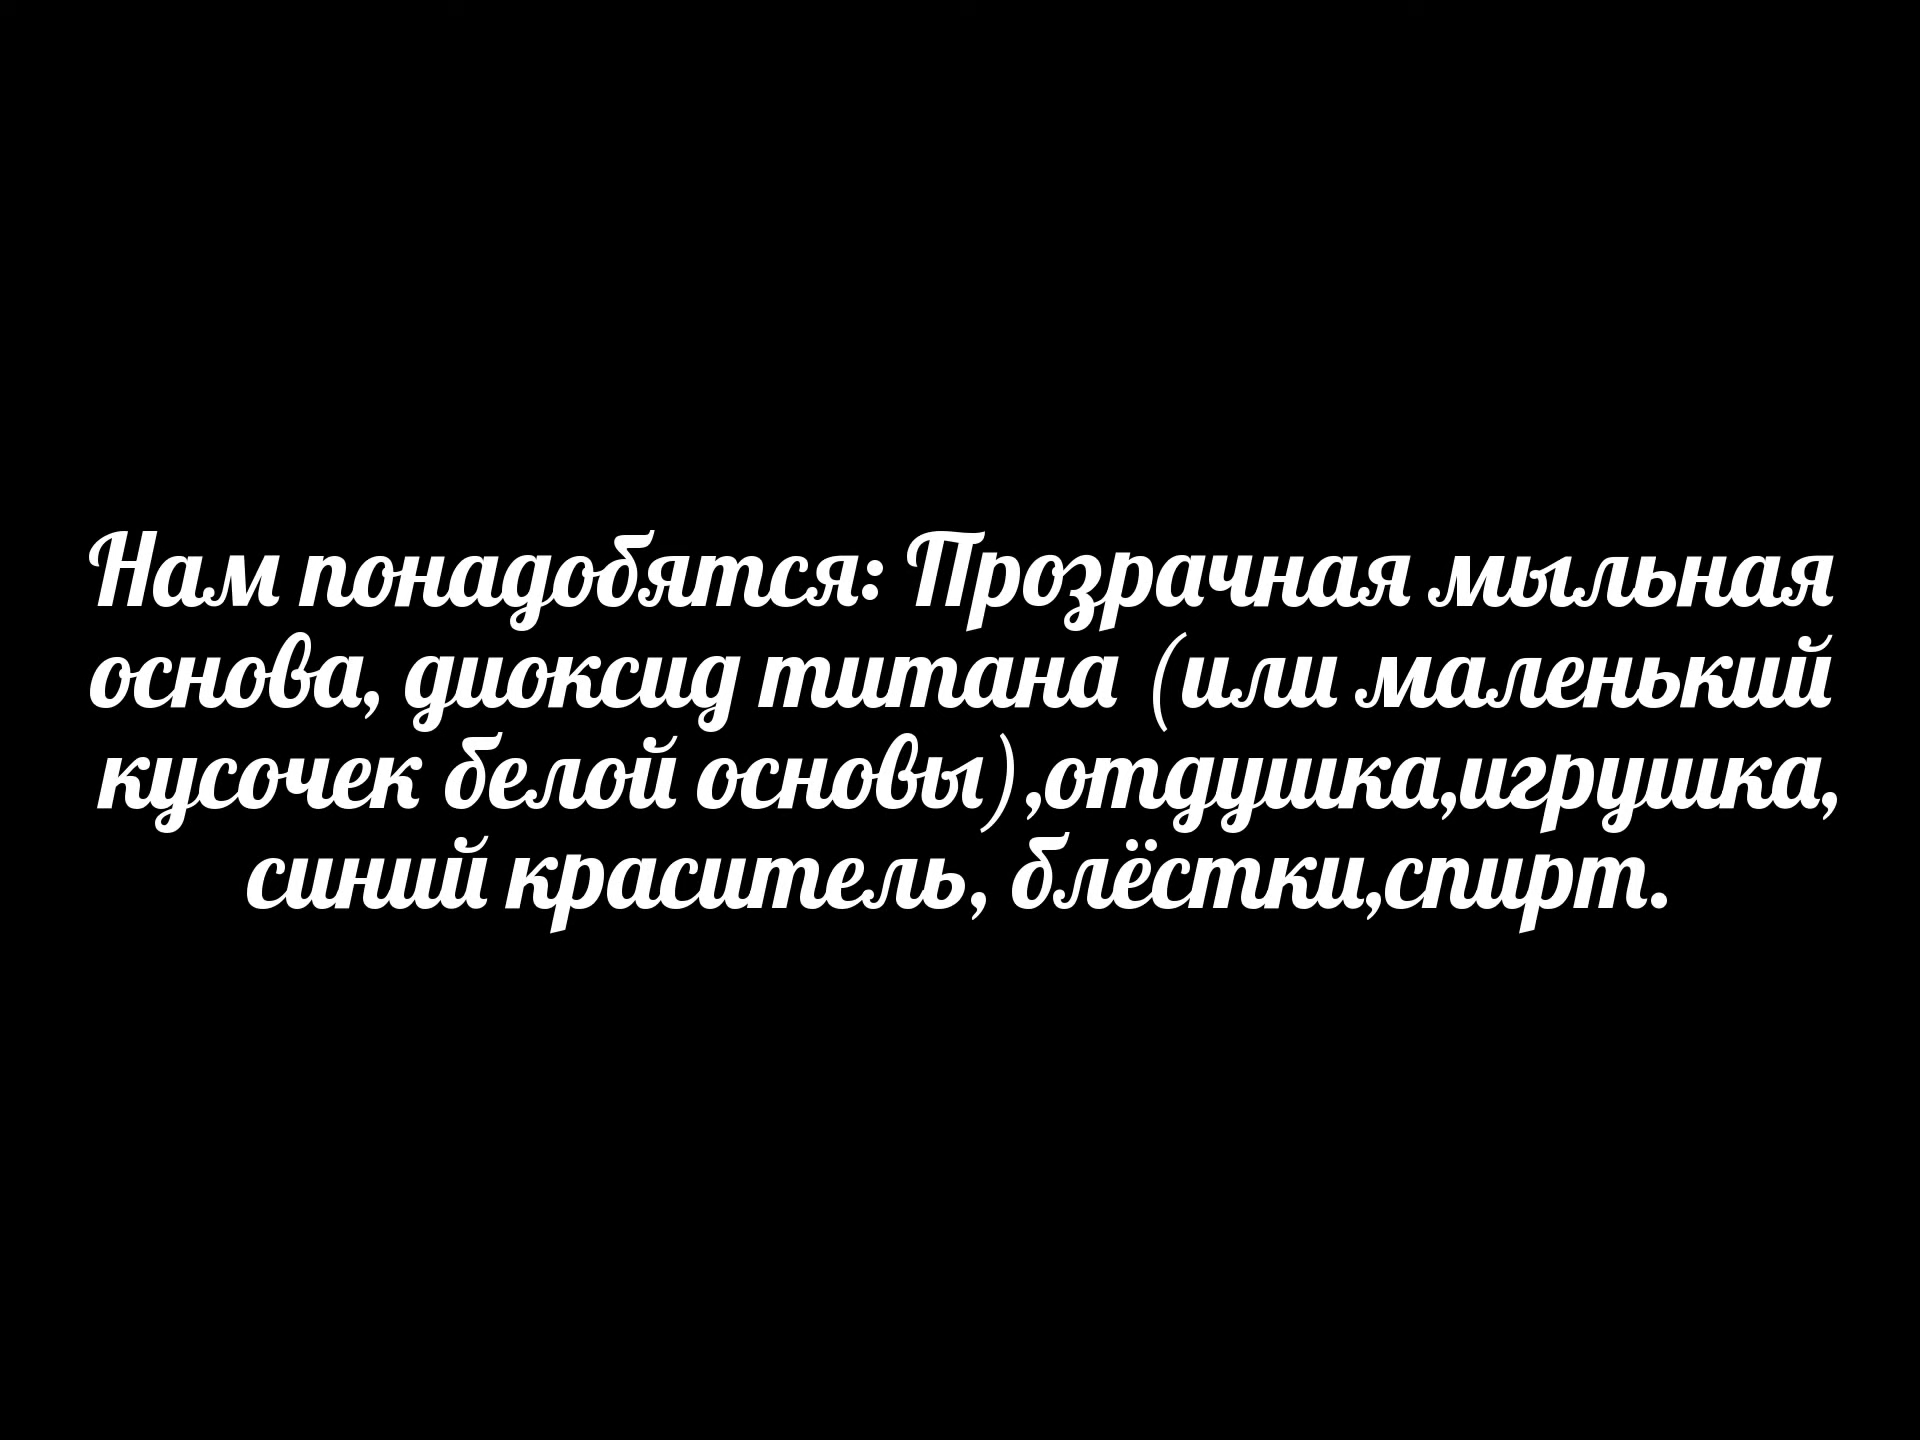 Нам понадобятся: Прозрачная мыльная
основа, диоксид титана (или маленький
кусочек белой основы),отдушка,игрушка,
синий краситель, блёстки,спирт.